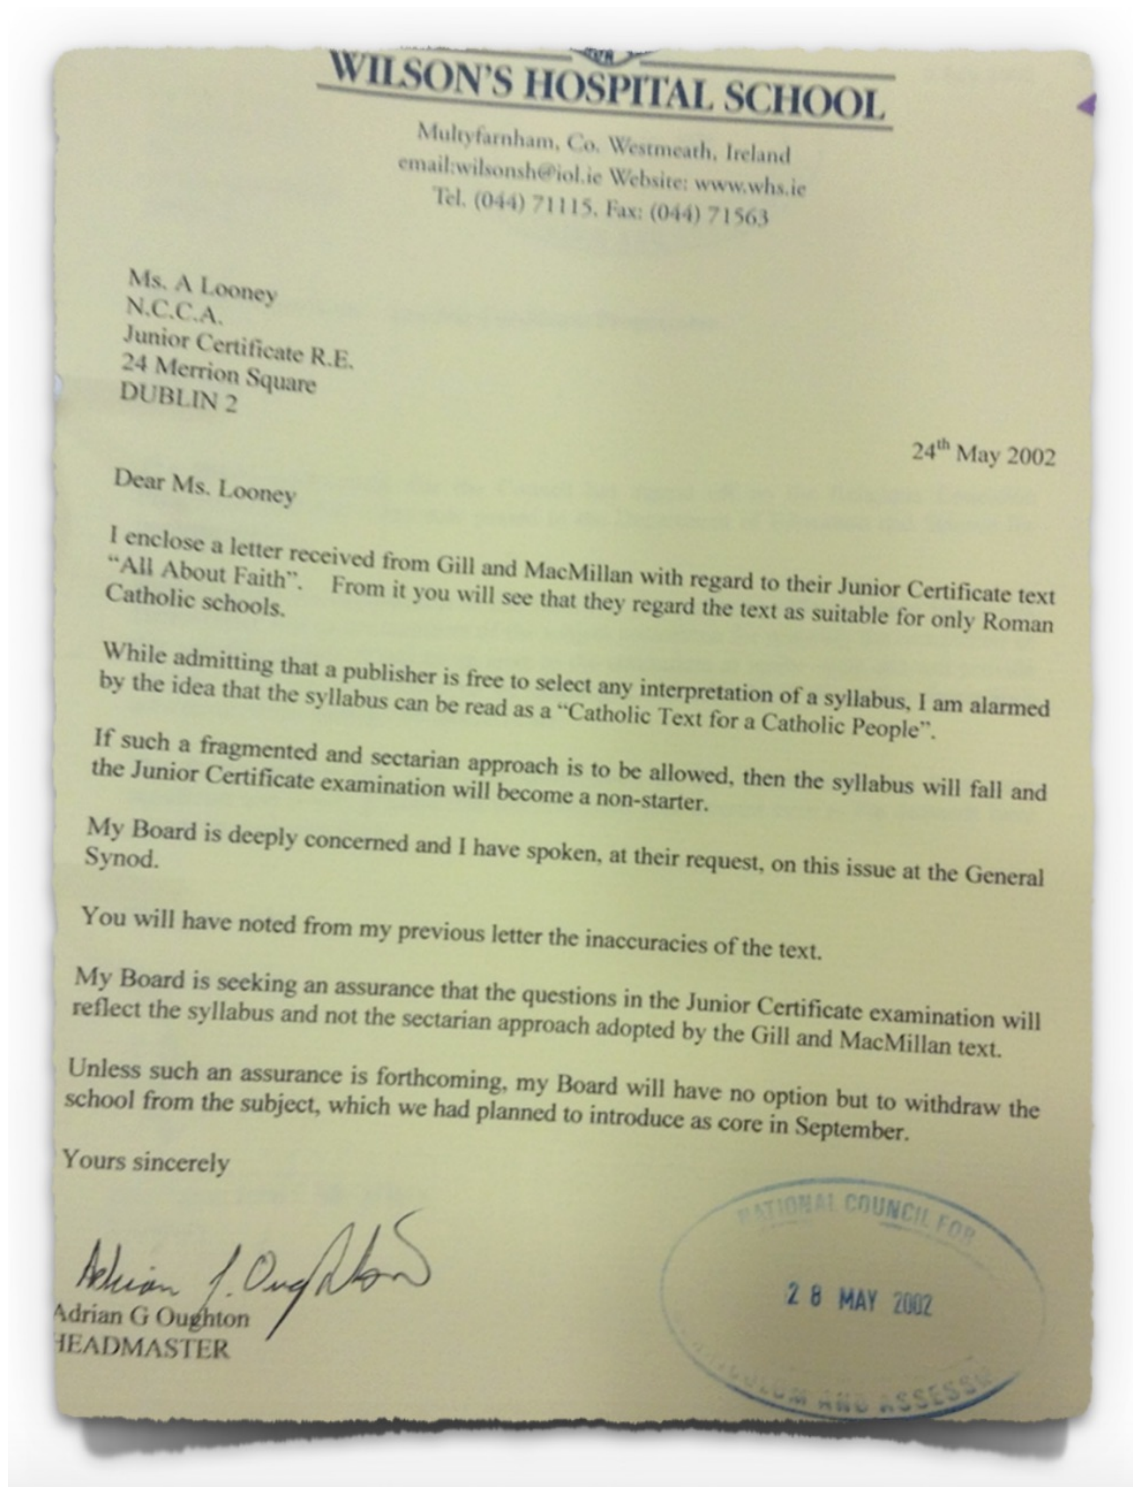 WILSON'S HOSPITAL SCHOOL
Multyfarnham, Co. Westmeath, Ireland
email:wilsonsh@iol.ie Website: www.whs.ie
Tel. (044) 71115, Fax: (044) 71563
Ms. A Looney
N.C.C.A.
Junior Certificate R.E.
24 Merrion Square
DUBLIN 2
24th May 2002
Dear Ms. Looney
I enclose a letter received from Gill and MacMillan with regard to their Junior Certificate text
“All About Faith”. From it you will see that they regard the text as suitable for only Roman
Catholic schools.
While admitting that a publisher is free to select any interpretation of a syllabus, I am alarmed
by the idea that the syllabus can be read as a “Catholic Text for a Catholic People”.
If such a fragmented and sectarian approach is to be allowed, then the syllabus will fall and
the Junior Certificate examination will become a non-starter.
My Board is deeply concerned and I have spoken, at their request, on this issue at the General
Synod.
You will have noted from my previous letter the inaccuracies of the text.
My Board is seeking an assurance that the questions in the Junior Certificate examination will
reflect the syllabus and not the sectarian approach adopted by the Gill and MacMillan text.
Unless such an assurance is forthcoming, my Board will have no option but to withdraw the
school from the subject, which we had planned to introduce as core in September.
Yours sincerely
Adrian G. Oughton
Adrian G Oughton
HEADMASTER
NATIONAL COUNCIL FOR
28 MAY 2002
AND ASSESS